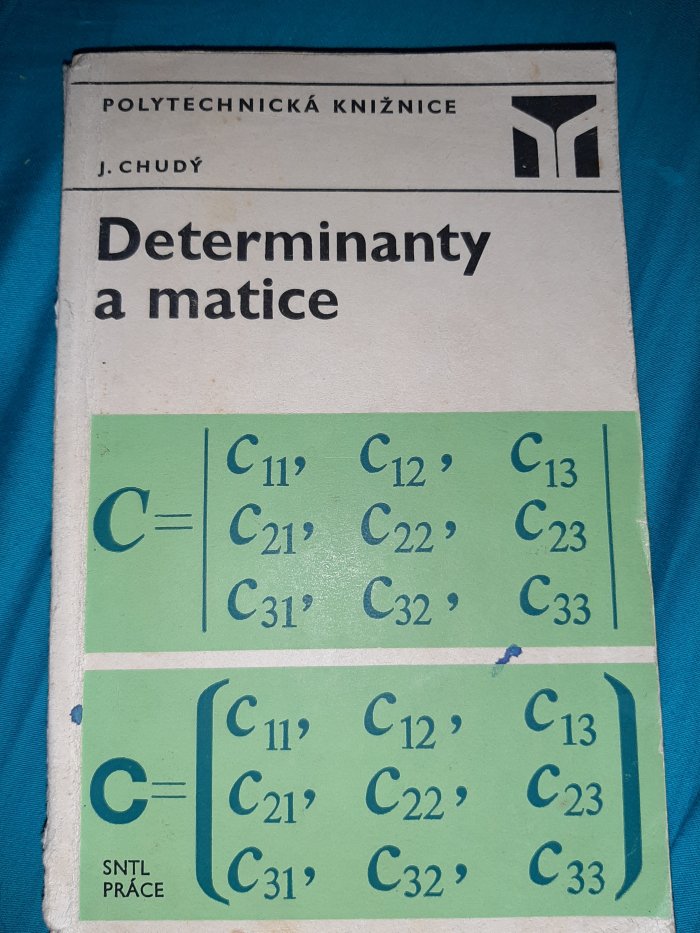 POLYTECHNICKÁ KNIŽNICE
J. CHUDÝ
Determinanty
a matice
C = | c₁₁, c₁₂, c₁₃ |
| c₂₁, c₂₂, c₂₃ |
| c₃₁, c₃₂, c₃₃ |
C = ( c₁₁, c₁₂, c₁₃ )
( c₂₁, c₂₂, c₂₃ )
( c₃₁, c₃₂, c₃₃ )
SNTL
PRÁCE